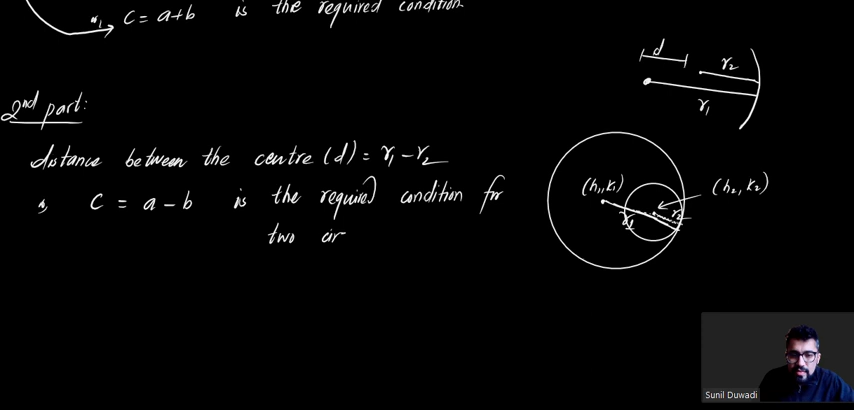 C = a+b is the required condition
d
r₂
r₁
2nd part:
distance between the centre (d) = r₁ - r₂
C = a - b is the required condition for
two cir
(h₁, k₁)
(h₂, k₂)
r₁
r₂
Sunil Duwadi